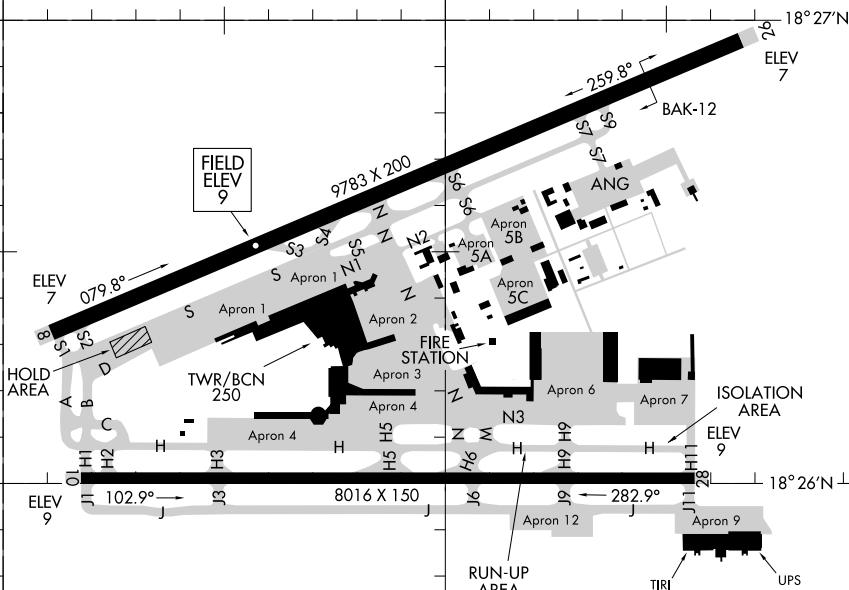 18°27'N
26
ELEV
7
259.8°
BAK-12
S7
S9
S7
FIELD
ELEV
9
9783 X 200
ANG
S6
S6
N
N
N2
S4
S3
S5
N1
S
Apron 1
Apron
5B
Apron
5A
Apron
5C
N
ELEV
7
079.8°
Apron 1
S
Apron 2
8
S1
S2
HOLD
AREA
D
TWR/BCN
250
FIRE
STATION
Apron 3
Apron 6
A
B
C
N
Apron 4
Apron 7
ISOLATION
AREA
N3
Apron 4
H5
N
W
H9
ELEV
9
H
H
H
H
H1
H2
H3
H5
H6
H9
H11
10
28
18°26'N
ELEV
9
J1
102.9°
J3
8016 X 150
J6
J9
282.9°
J11
J
J
J
Apron 12
Apron 9
RUN-UP
AREA
TIRI
UPS